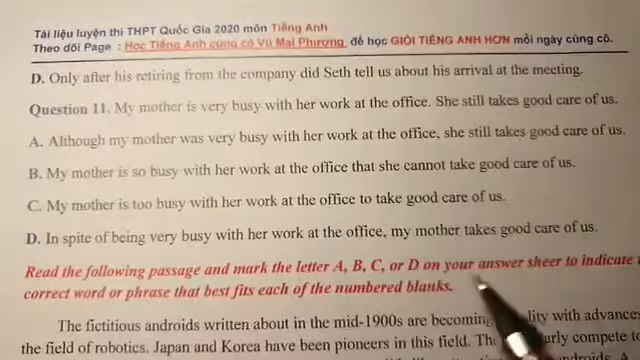 Tài liệu luyện thi THPT Quốc Gia 2020 môn Tiếng Anh
Theo dõi Page : Học Tiếng Anh cùng cô Vũ Mai Phương để học GIỎI TIẾNG ANH HƠN mỗi ngày cùng cô.
D. Only after his retiring from the company did Seth tell us about his arrival at the meeting.
Question 11. My mother is very busy with her work at the office. She still takes good care of us.
A. Although my mother was very busy with her work at the office, she still takes good care of us.
B. My mother is so busy with her work at the office that she cannot take good care of us.
C. My mother is too busy with her work at the office to take good care of us.
D. In spite of being very busy with her work at the office, my mother takes good care of us.
Read the following passage and mark the letter A, B, C, or D on your answer sheer to indicate
correct word or phrase that best fits each of the numbered blanks.
The fictitious androids written about in the mid-1900s are becoming with advances
the field of robotics. Japan and Korea have been pioneers in this field. compete to
androids. A